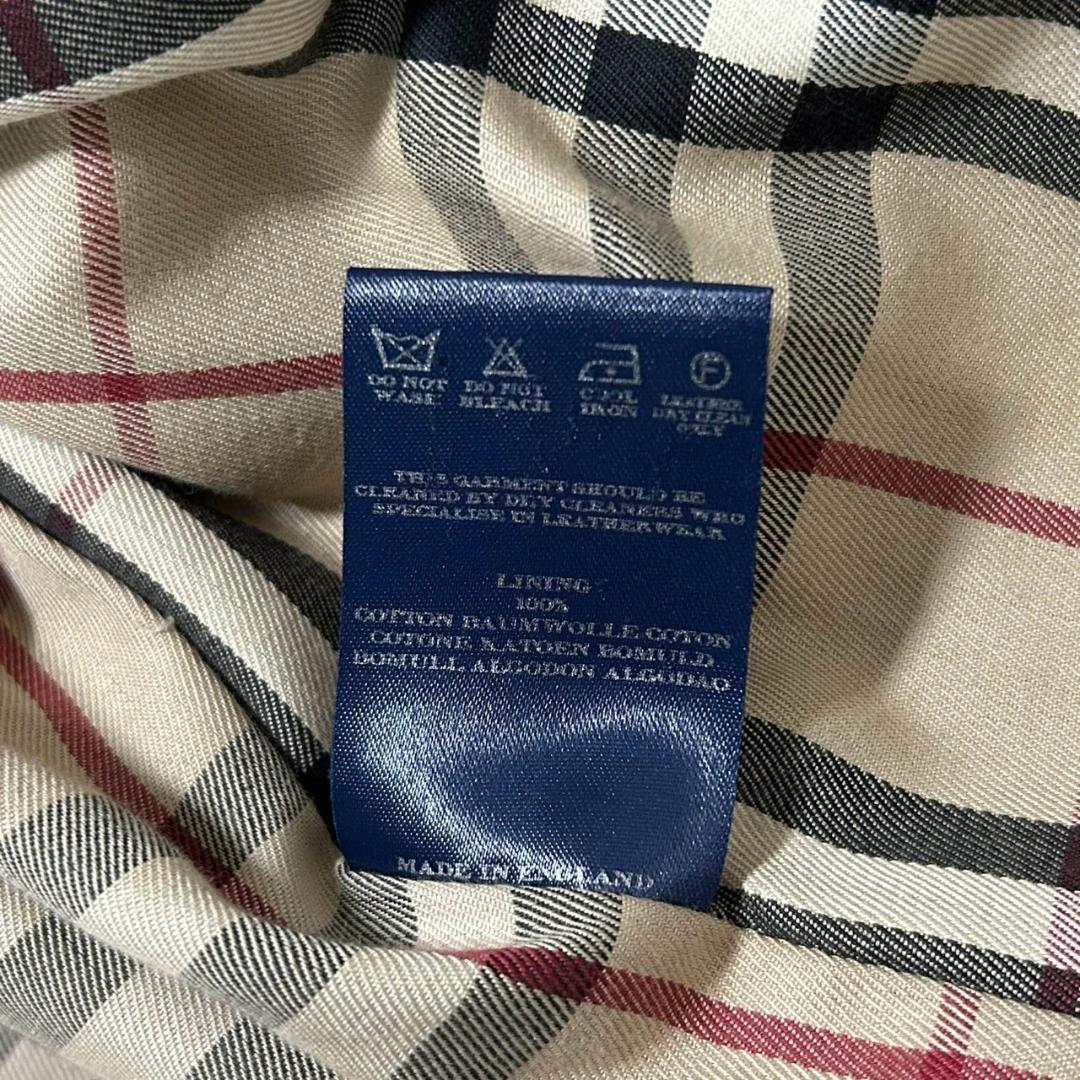 DO NOT
WASH
DO NOT
BLEACH
COOL
IRON
F
LEATHER
DRY CLEAN
ONLY
THIS GARMENT SHOULD BE
CLEANED BY DRY CLEANERS WHO
SPECIALISE IN LEATHERWEAR
LINING
100%
COTTON BAUMWOLLE COTON
COTONE KATOEN BOMULD
BOMULL ALGODON ALGODAO
MADE IN ENGLAND